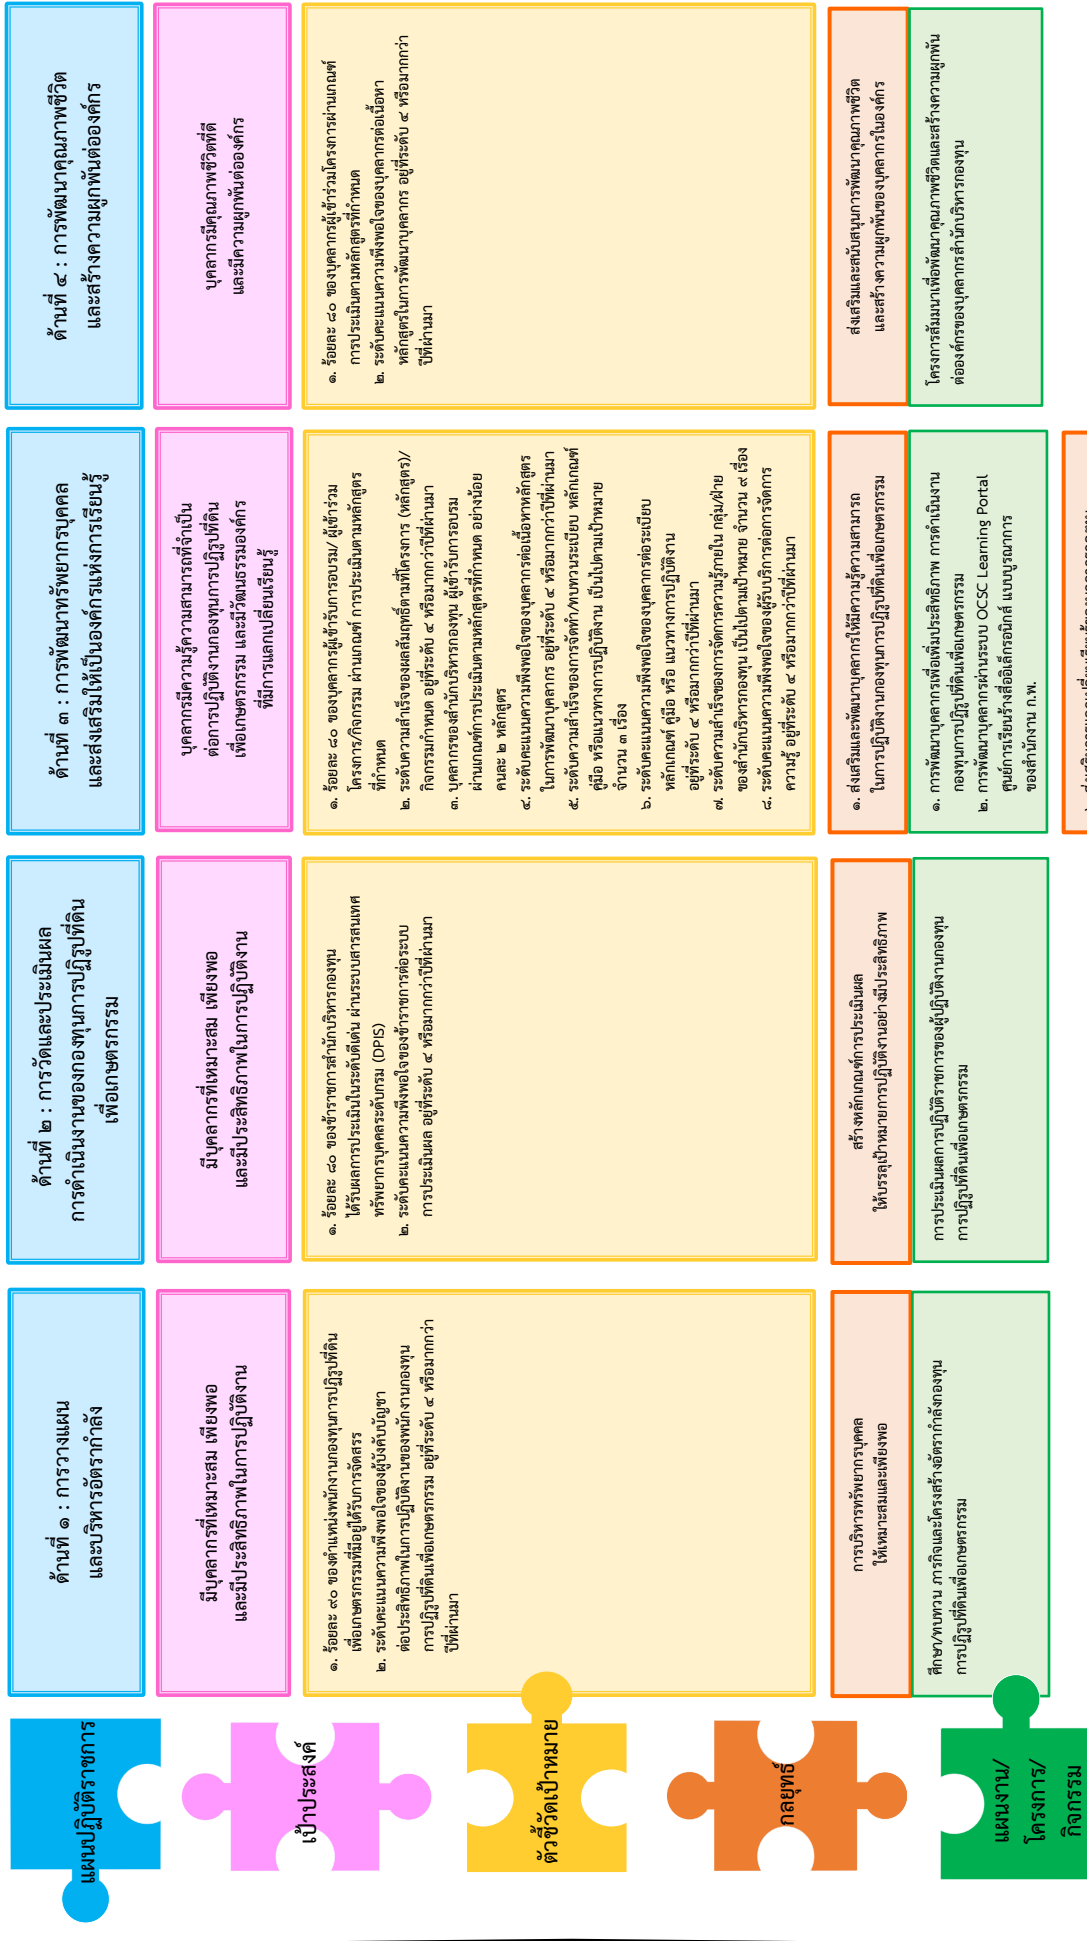 แผนปฏิบัติราชการ
ด้านที่ ๑ : การวางแผน
และบริหารอัตรากำลัง
ด้านที่ ๒ : การวัดและประเมินผล
การดำเนินงานของกองทุนการปฏิรูปที่ดิน
เพื่อเกษตรกรรม
ด้านที่ ๓ : การพัฒนาทรัพยากรบุคคล
และส่งเสริมให้เป็นองค์กรแห่งการเรียนรู้
ด้านที่ ๔ : การพัฒนาคุณภาพชีวิต
และสร้างความผูกพันต่อองค์กร
เป้าประสงค์
มีบุคลากรที่เหมาะสม เพียงพอ
และมีประสิทธิภาพในการปฏิบัติงาน
มีบุคลากรที่เหมาะสม เพียงพอ
และมีประสิทธิภาพในการปฏิบัติงาน
บุคลากรมีความรู้ความสามารถที่จำเป็น
ต่อการปฏิบัติงานกองทุนการปฏิรูปที่ดิน
เพื่อเกษตรกรรม และมีวัฒนธรรมองค์กร
ที่มีการแลกเปลี่ยนเรียนรู้
บุคลากรมีคุณภาพชีวิตที่ดี
และมีความผูกพันต่อองค์กร
ตัวชี้วัดเป้าหมาย
๑. ร้อยละ ๙๐ ของตำแหน่งพนักงานกองทุนการปฏิรูปที่ดิน
เพื่อเกษตรกรรมที่มีอยู่ได้รับการจัดสรร
๒. ระดับคะแนนความพึงพอใจของผู้บังคับบัญชา
ต่อประสิทธิภาพในการปฏิบัติงานของพนักงานกองทุน
การปฏิรูปที่ดินเพื่อเกษตรกรรม อยู่ที่ระดับ ๔ หรือมากกว่า
ปีที่ผ่านมา
๑. ร้อยละ ๘๐ ของข้าราชการสำนักบริหารกองทุน
ได้รับผลการประเมินในระดับดีเด่น ผ่านระบบสารสนเทศ
ทรัพยากรบุคคลระดับกรม (DPIS)
๒. ระดับคะแนนความพึงพอใจของข้าราชการต่อระบบ
การประเมินผล อยู่ที่ระดับ ๔ หรือมากกว่าปีที่ผ่านมา
๑. ร้อยละ ๘๐ ของบุคลากรผู้เข้ารับการอบรม/ ผู้เข้าร่วม
โครงการ/กิจกรรม ผ่านเกณฑ์ การประเมินตามหลักสูตร
ที่กำหนด
๒. ระดับความสำเร็จของผลสัมฤทธิ์ตามที่โครงการ (หลักสูตร)/
กิจกรรมกำหนด อยู่ที่ระดับ ๔ หรือมากกว่าปีที่ผ่านมา
๓. บุคลากรของสำนักบริหารกองทุน ผู้เข้ารับการอบรม
ผ่านเกณฑ์การประเมินตามหลักสูตรที่กำหนด อย่างน้อย
คนละ ๒ หลักสูตร
๔. ระดับคะแนนความพึงพอใจของบุคลากรต่อเนื้อหาหลักสูตร
ในการพัฒนาบุคลากร อยู่ที่ระดับ ๔ หรือมากกว่าปีที่ผ่านมา
๕. ระดับความสำเร็จของการจัดทำ/ทบทวนระเบียบ หลักเกณฑ์
คู่มือ หรือแนวทางการปฏิบัติงาน เป็นไปตามเป้าหมาย
จำนวน ๓ เรื่อง
๖. ระดับคะแนนความพึงพอใจของบุคลากรต่อระเบียบ
หลักเกณฑ์ คู่มือ หรือ แนวทางการปฏิบัติงาน
อยู่ที่ระดับ ๔ หรือมากกว่าปีที่ผ่านมา
๗. ระดับความสำเร็จของการจัดการความรู้ภายใน กลุ่ม/ฝ่าย
ของสำนักบริหารกองทุน เป็นไปตามเป้าหมาย จำนวน ๙ เรื่อง
๘. ระดับคะแนนความพึงพอใจของผู้รับบริการต่อการจัดการ
ความรู้ อยู่ที่ระดับ ๔ หรือมากกว่าปีที่ผ่านมา
๑. ร้อยละ ๘๐ ของบุคลากรผู้เข้าร่วมโครงการผ่านเกณฑ์
การประเมินตามหลักสูตรที่กำหนด
๒. ระดับคะแนนความพึงพอใจของบุคลากรต่อเนื้อหา
หลักสูตรในการพัฒนาบุคลากร อยู่ที่ระดับ ๔ หรือมากกว่า
ปีที่ผ่านมา
กลยุทธ์
การบริหารทรัพยากรบุคคล
ให้เหมาะสมและเพียงพอ
สร้างหลักเกณฑ์การประเมินผล
ให้บรรลุเป้าหมายการปฏิบัติงานอย่างมีประสิทธิภาพ
๑. ส่งเสริมและพัฒนาบุคลากรให้มีความรู้ความสามารถ
ในการปฏิบัติงานกองทุนการปฏิรูปที่ดินเพื่อเกษตรกรรม
ส่งเสริมและสนับสนุนการพัฒนาคุณภาพชีวิต
และสร้างความผูกพันของบุคลากรในองค์กร
แผนงาน/
โครงการ/
กิจกรรม
ศึกษา/ทบทวน ภารกิจและโครงสร้างอัตรากำลังกองทุน
การปฏิรูปที่ดินเพื่อเกษตรกรรม
การประเมินผลการปฏิบัติราชการของผู้ปฏิบัติงานกองทุน
การปฏิรูปที่ดินเพื่อเกษตรกรรม
๑. การพัฒนาบุคลากรเพื่อเพิ่มประสิทธิภาพ การดำเนินงาน
กองทุนการปฏิรูปที่ดินเพื่อเกษตรกรรม
๒. การพัฒนาบุคลากรผ่านระบบ OCSC Learning Portal
ศูนย์การเรียนรู้างสื่ออิเล็กรอนิกส์ แบบบูรณาการ
ของสำนักงาน ก.พ.
โครงการสัมมนาเพื่อพัฒนาคุณภาพชีวิตและสร้างความผูกพัน
ต่อองค์กรของบุคลากรสำนักบริหารกองทุน